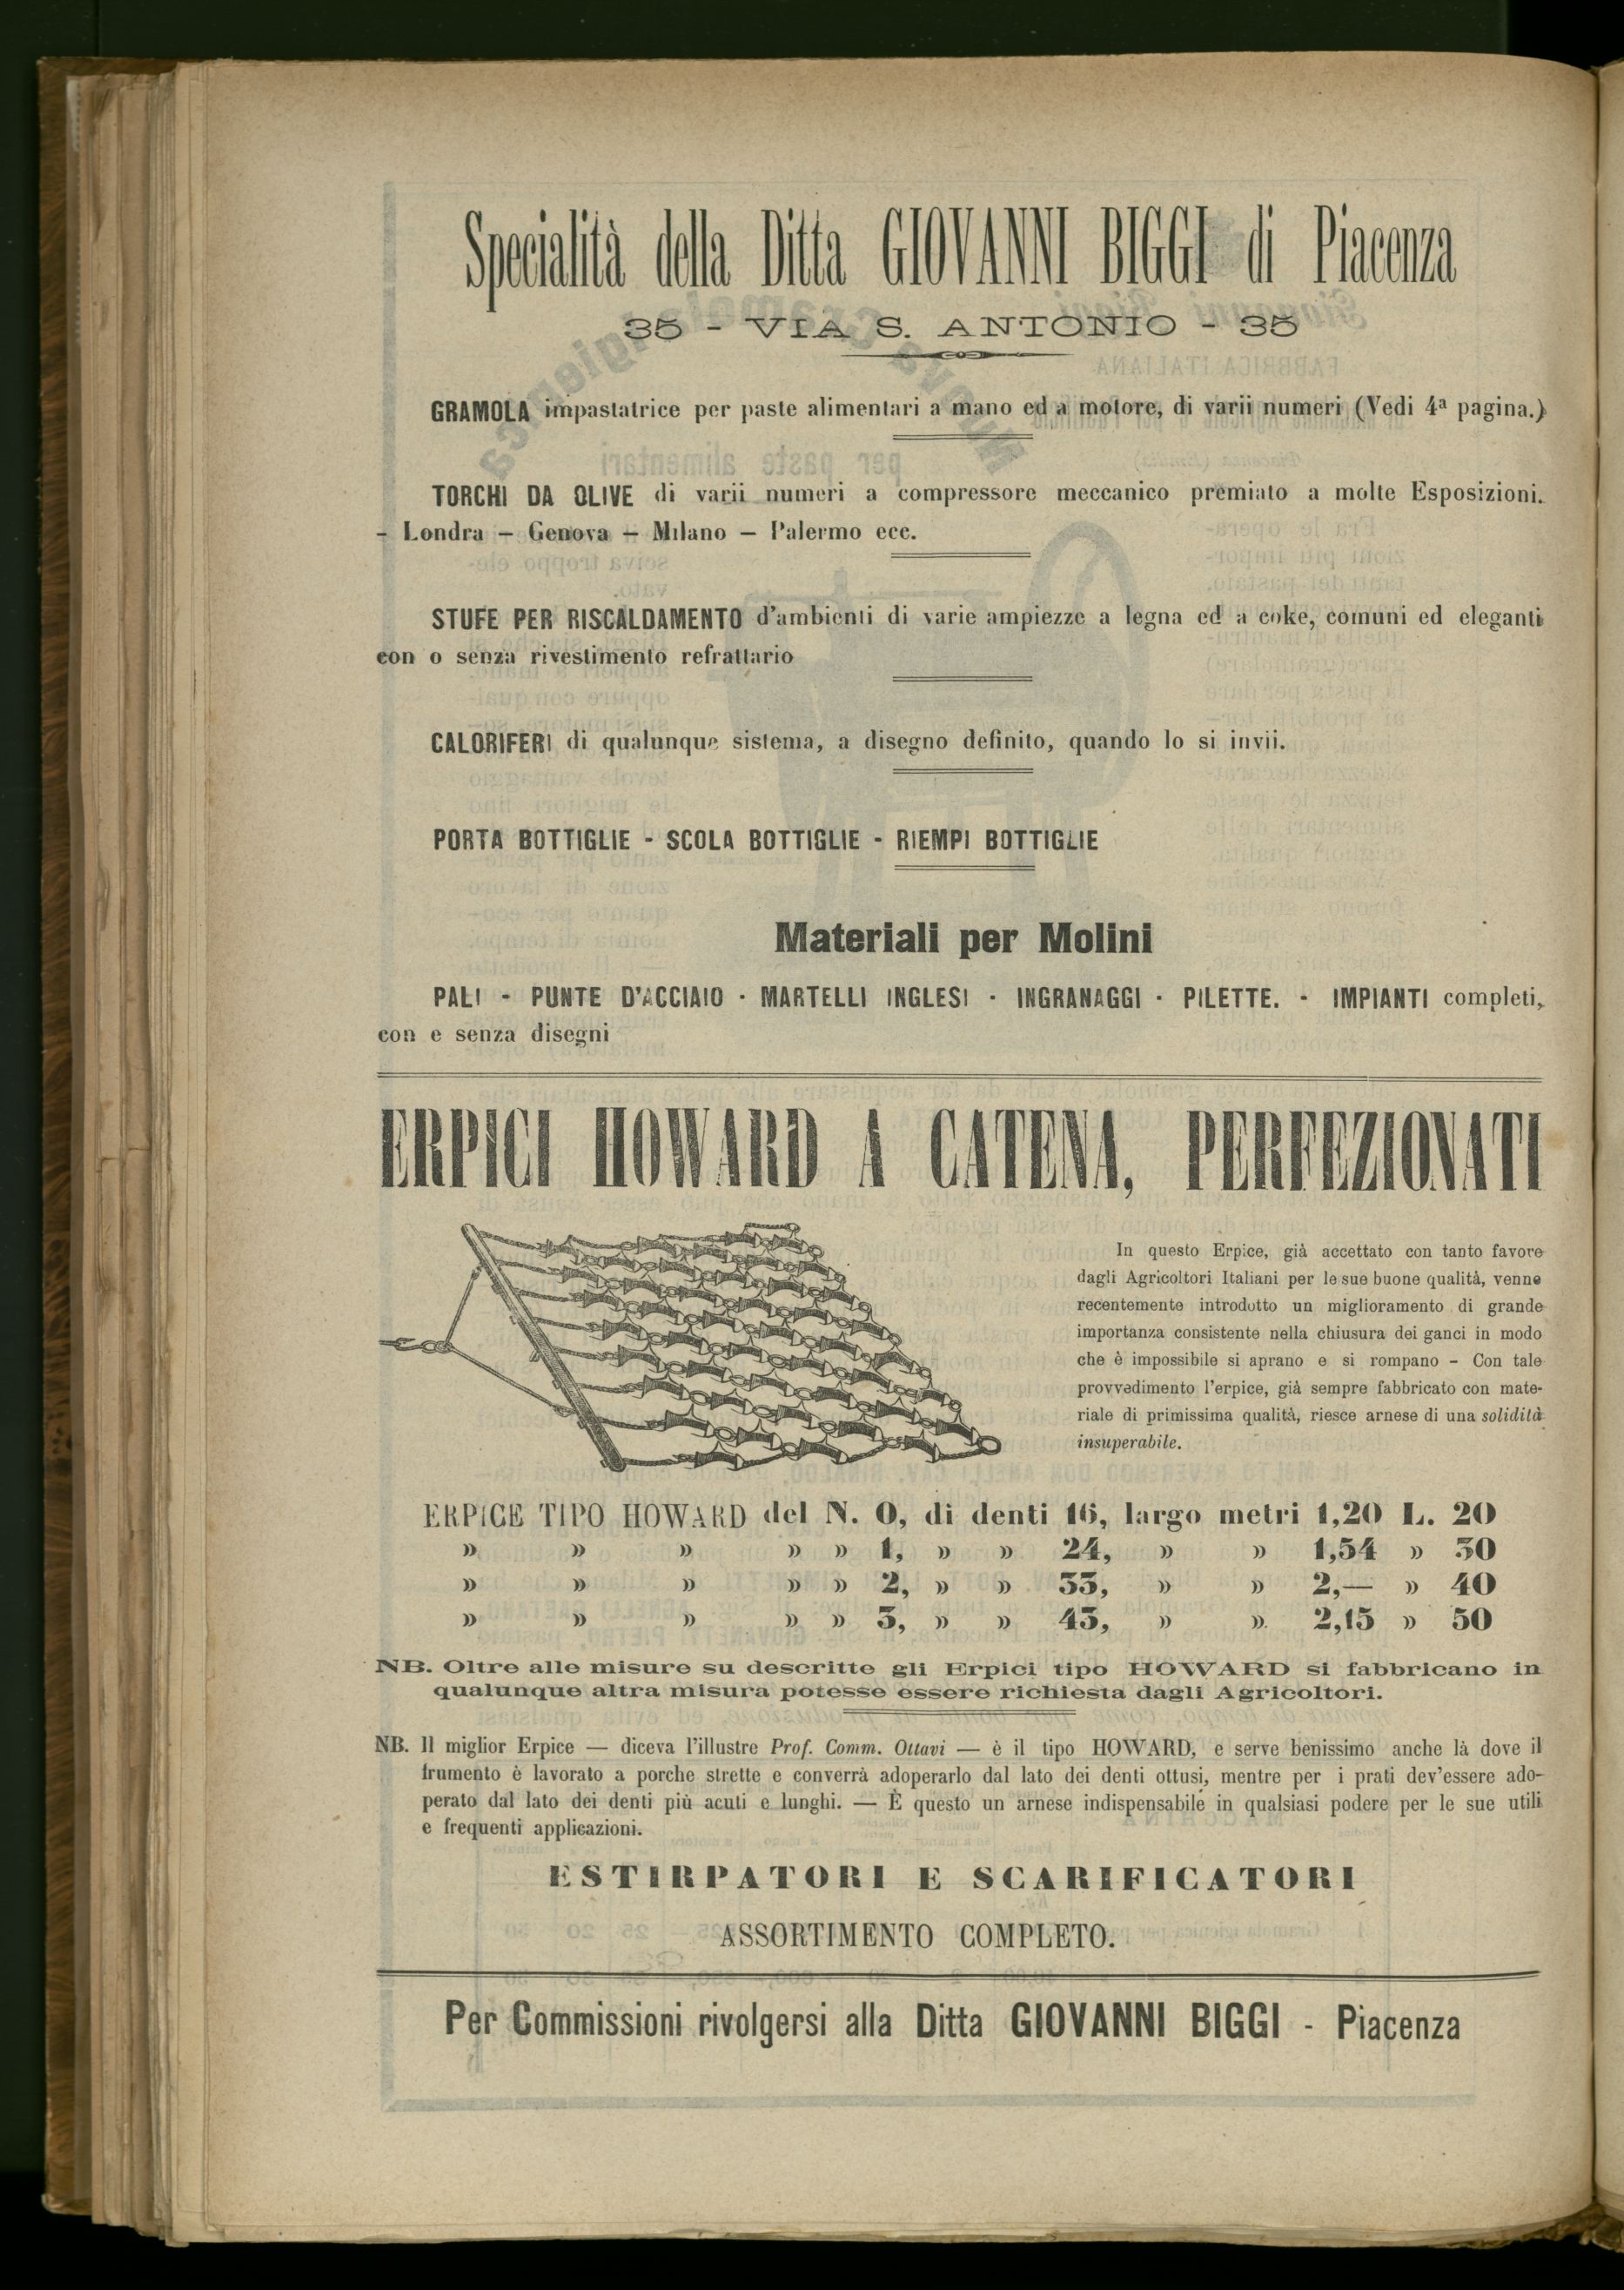 Specialità della Ditta GIOVANNI BIGGI di Piacenza
35 - VIA S. ANTONIO - 35
GRAMOLA impastatrice per paste alimentari a mano ed a motore, di varii numeri (Vedi 4ª pagina.)
TORCHI DA OLIVE di varii numeri a compressore meccanico premiato a molte Esposizioni.
- Londra — Genova — Milano — Palermo ecc.
STUFE PER RISCALDAMENTO d'ambienti di varie ampiezze a legna ed a coke, comuni ed eleganti
con o senza rivestimento refrattario
CALORIFERI di qualunque sistema, a disegno definito, quando lo si invii.
PORTA BOTTIGLIE - SCOLA BOTTIGLIE - RIEMPI BOTTIGLIE
Materiali per Molini
PALI - PUNTE D'ACCIAIO - MARTELLI INGLESI - INGRANAGGI - PILETTE. - IMPIANTI completi,
con e senza disegni
ERPICI HOWARD A CATENA, PERFEZIONATI
In questo Erpice, già accettato con tanto favore
dagli Agricoltori Italiani per le sue buone qualità, venne
recentemente introdotto un miglioramento di grande
importanza consistente nella chiusura dei ganci in modo
che è impossibile si aprano e si rompano - Con tale
provvedimento l'erpice, già sempre fabbricato con mate-
riale di primissima qualità, riesce arnese di una solidità
insuperabile.
ERPICE TIPO HOWARD del N. 0, di denti 16, largo metri 1,20 L. 20
» » » » » 1, » » 24, » » 1,54 » 30
» » » » » 2, » » 33, » » 2,— » 40
» » » » » 3, » » 43, » ». 2,15 » 50
NB. Oltre alle misure su descritte gli Erpici tipo HOWARD si fabbricano in
qualunque altra misura potesse essere richiesta dagli Agricoltori.
NB. Il miglior Erpice — diceva l'illustre Prof. Comm. Ottavi — è il tipo HOWARD, e serve benissimo anche là dove il
frumento è lavorato a porche strette e converrà adoperarlo dal lato dei denti ottusi, mentre per i prati dev'essere ado-
perato dal lato dei denti più acuti e lunghi. — È questo un arnese indispensabile in qualsiasi podere per le sue utili
e frequenti applicazioni.
ESTIRPATORI E SCARIFICATORI
ASSORTIMENTO COMPLETO.
Per Commissioni rivolgersi alla Ditta GIOVANNI BIGGI - Piacenza